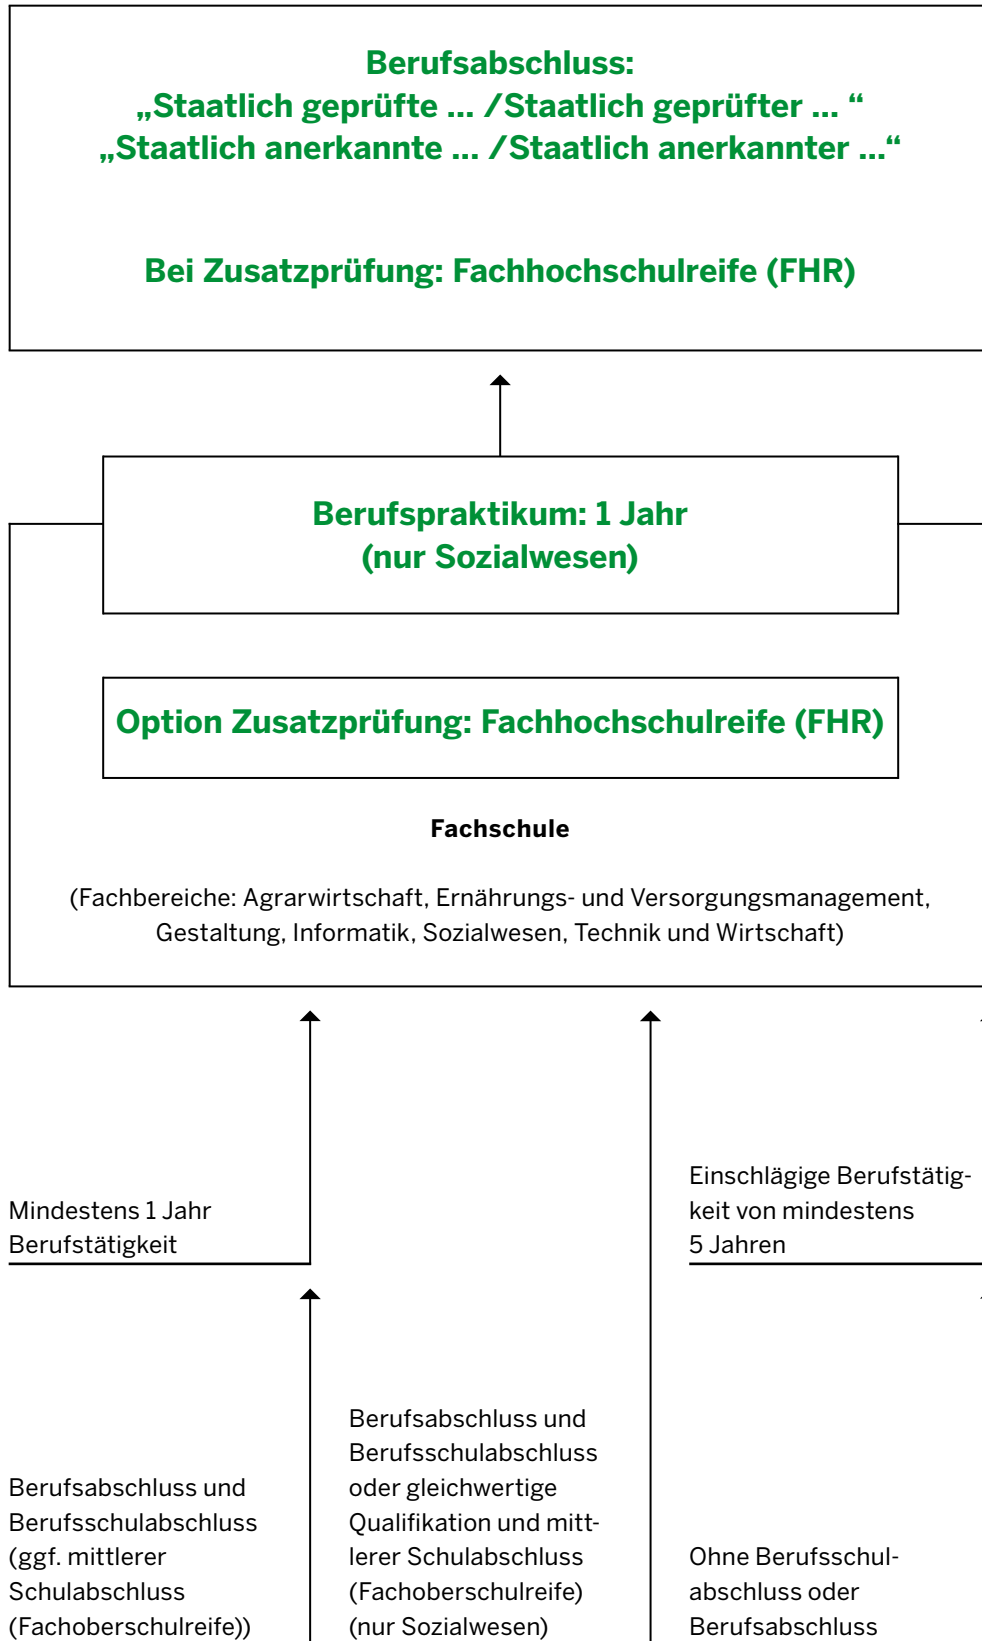 Berufsabschluss:
„Staatlich geprüfte ... /Staatlich geprüfter ... “
„Staatlich anerkannte ... /Staatlich anerkannter ...“
Bei Zusatzprüfung: Fachhochschulreife (FHR)
Berufspraktikum: 1 Jahr
(nur Sozialwesen)
Option Zusatzprüfung: Fachhochschulreife (FHR)
Fachschule
(Fachbereiche: Agrarwirtschaft, Ernährungs- und Versorgungsmanagement,
Gestaltung, Informatik, Sozialwesen, Technik und Wirtschaft)
Mindestens 1 Jahr
Berufstätigkeit
Einschlägige Berufstätig-
keit von mindestens
5 Jahren
Berufsabschluss und
Berufsschulabschluss
(ggf. mittlerer
Schulabschluss
(Fachoberschulreife))
Berufsabschluss und
Berufsschulabschluss
oder gleichwertige
Qualifikation und mitt-
lerer Schulabschluss
(Fachoberschulreife)
(nur Sozialwesen)
Ohne Berufsschul-
abschluss oder
Berufsabschluss